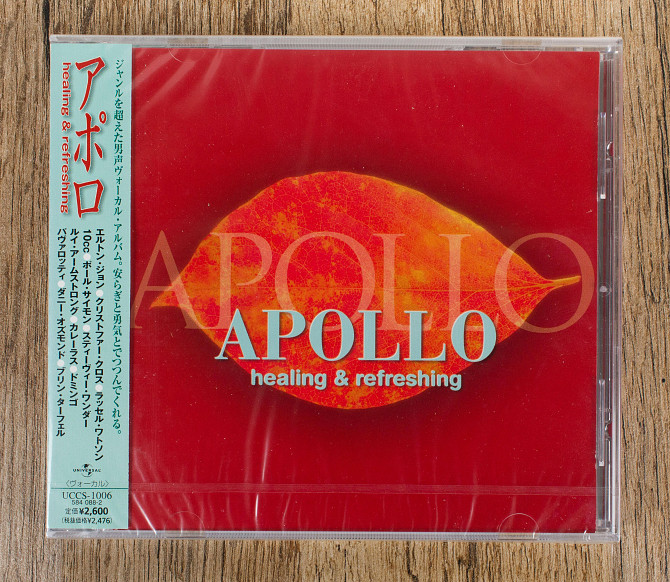 アポロ
healing & refreshing
ジャンルを超えた男声ヴォーカル・アルバム。安らぎと勇気とでつつんでくれる。
エルトン・ジョン●クリストファー・クロス●ラッセル・ワトソン
10cc●ポール・サイモン●スティーヴィー・ワンダー
ルイ・アームストロング●カレーラス●ドミンゴ
パヴァロッティ●ダニー・オズモンド●ブリン・ターフェル
UNIVERSAL
〈ヴォーカル〉
UCCS-1006
584 088-2
定価¥2,600
(税抜価格¥2,476)
APOLLO
APOLLO
healing & refreshing